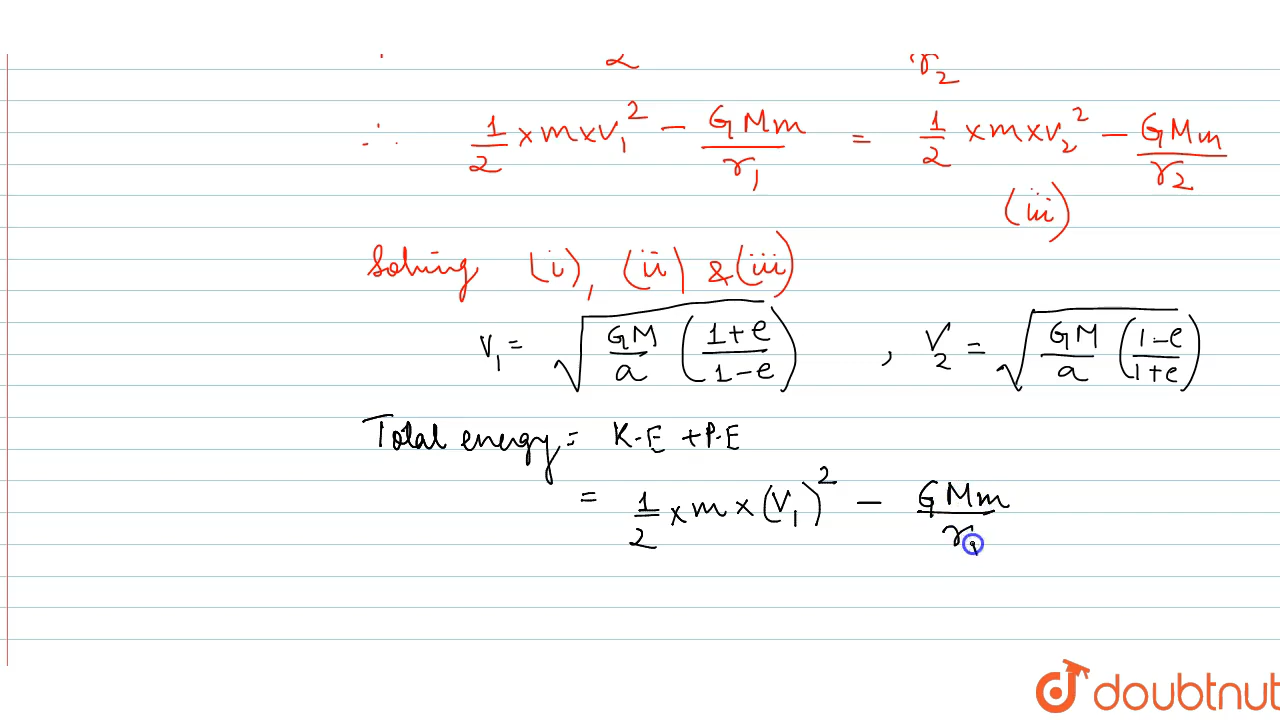 ∴ 1/2 × m × V₁² − GMm/r₁ = 1/2 × m × V₂² − GMm/r₂
(iii)
Solving (i), (ii) & (iii)
V₁ = √(GM/a ((1+e)/(1−e))) , V₂ = √(GM/a ((1−e)/(1+e)))
Total energy = K.E + P.E
= 1/2 × m × (V₁)² − GMm/r₁
doubtnut